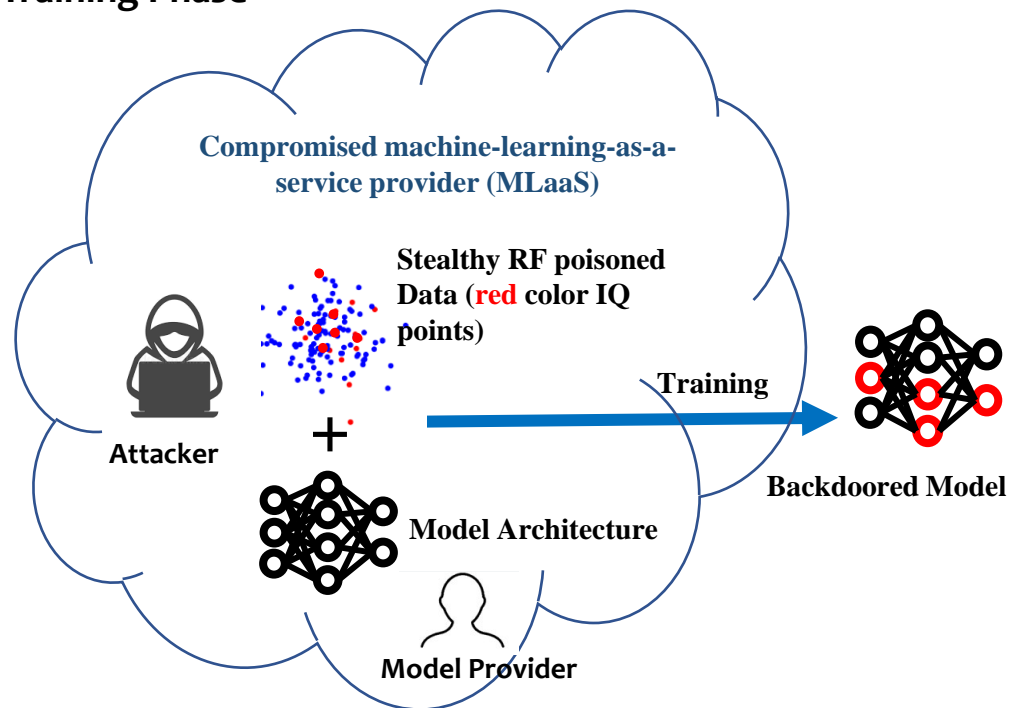 Training Phase
Compromised machine-learning-as-a-
service provider (MLaaS)
Stealthy RF poisoned
Data (red color IQ
points)
Training
Attacker
Backdoored Model
Model Architecture
Model Provider